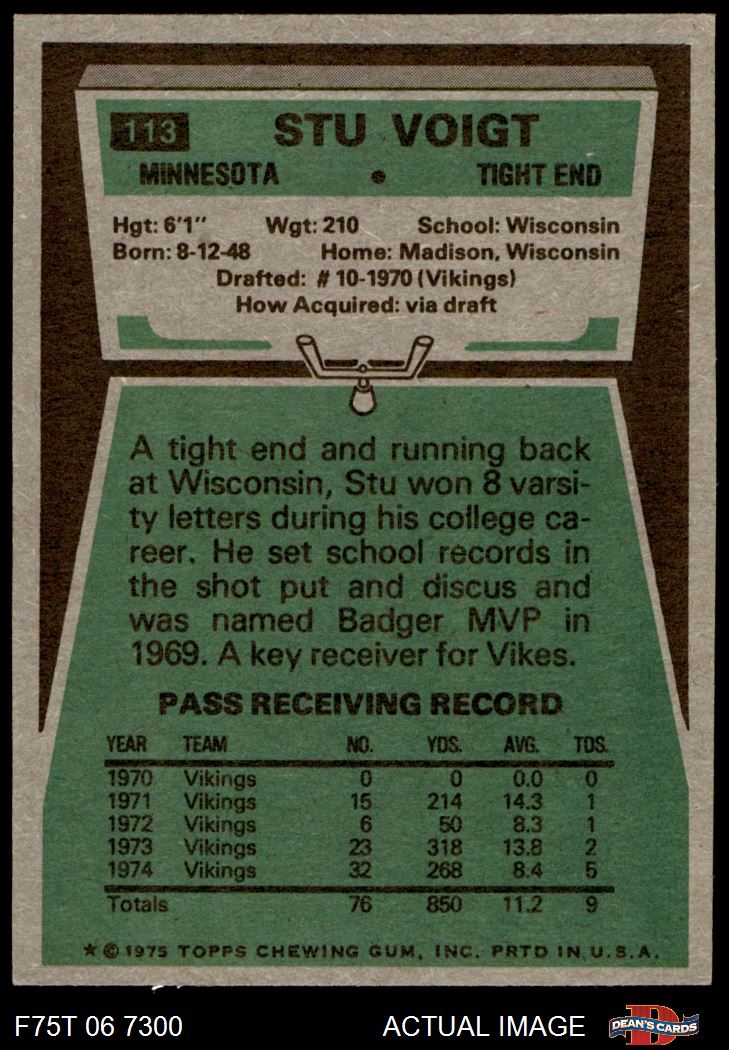 113 STU VOIGT
MINNESOTA • TIGHT END
Hgt: 6'1" Wgt: 210 School: Wisconsin
Born: 8-12-48 Home: Madison, Wisconsin
Drafted: # 10-1970 (Vikings)
How Acquired: via draft
A tight end and running back
at Wisconsin, Stu won 8 varsi-
ty letters during his college ca-
reer. He set school records in
the shot put and discus and
was named Badger MVP in
1969. A key receiver for Vikes.
PASS RECEIVING RECORD
YEAR TEAM NO. YDS. AVG. TDS.
1970 Vikings 0 0 0.0 0
1971 Vikings 15 214 14.3 1
1972 Vikings 6 50 8.3 1
1973 Vikings 23 318 13.8 2
1974 Vikings 32 268 8.4 5
Totals 76 850 11.2 9
★ © 1975 TOPPS CHEWING GUM, INC. PRTD IN U.S.A.
F75T 06 7300 ACTUAL IMAGE D DEAN'S CARDS